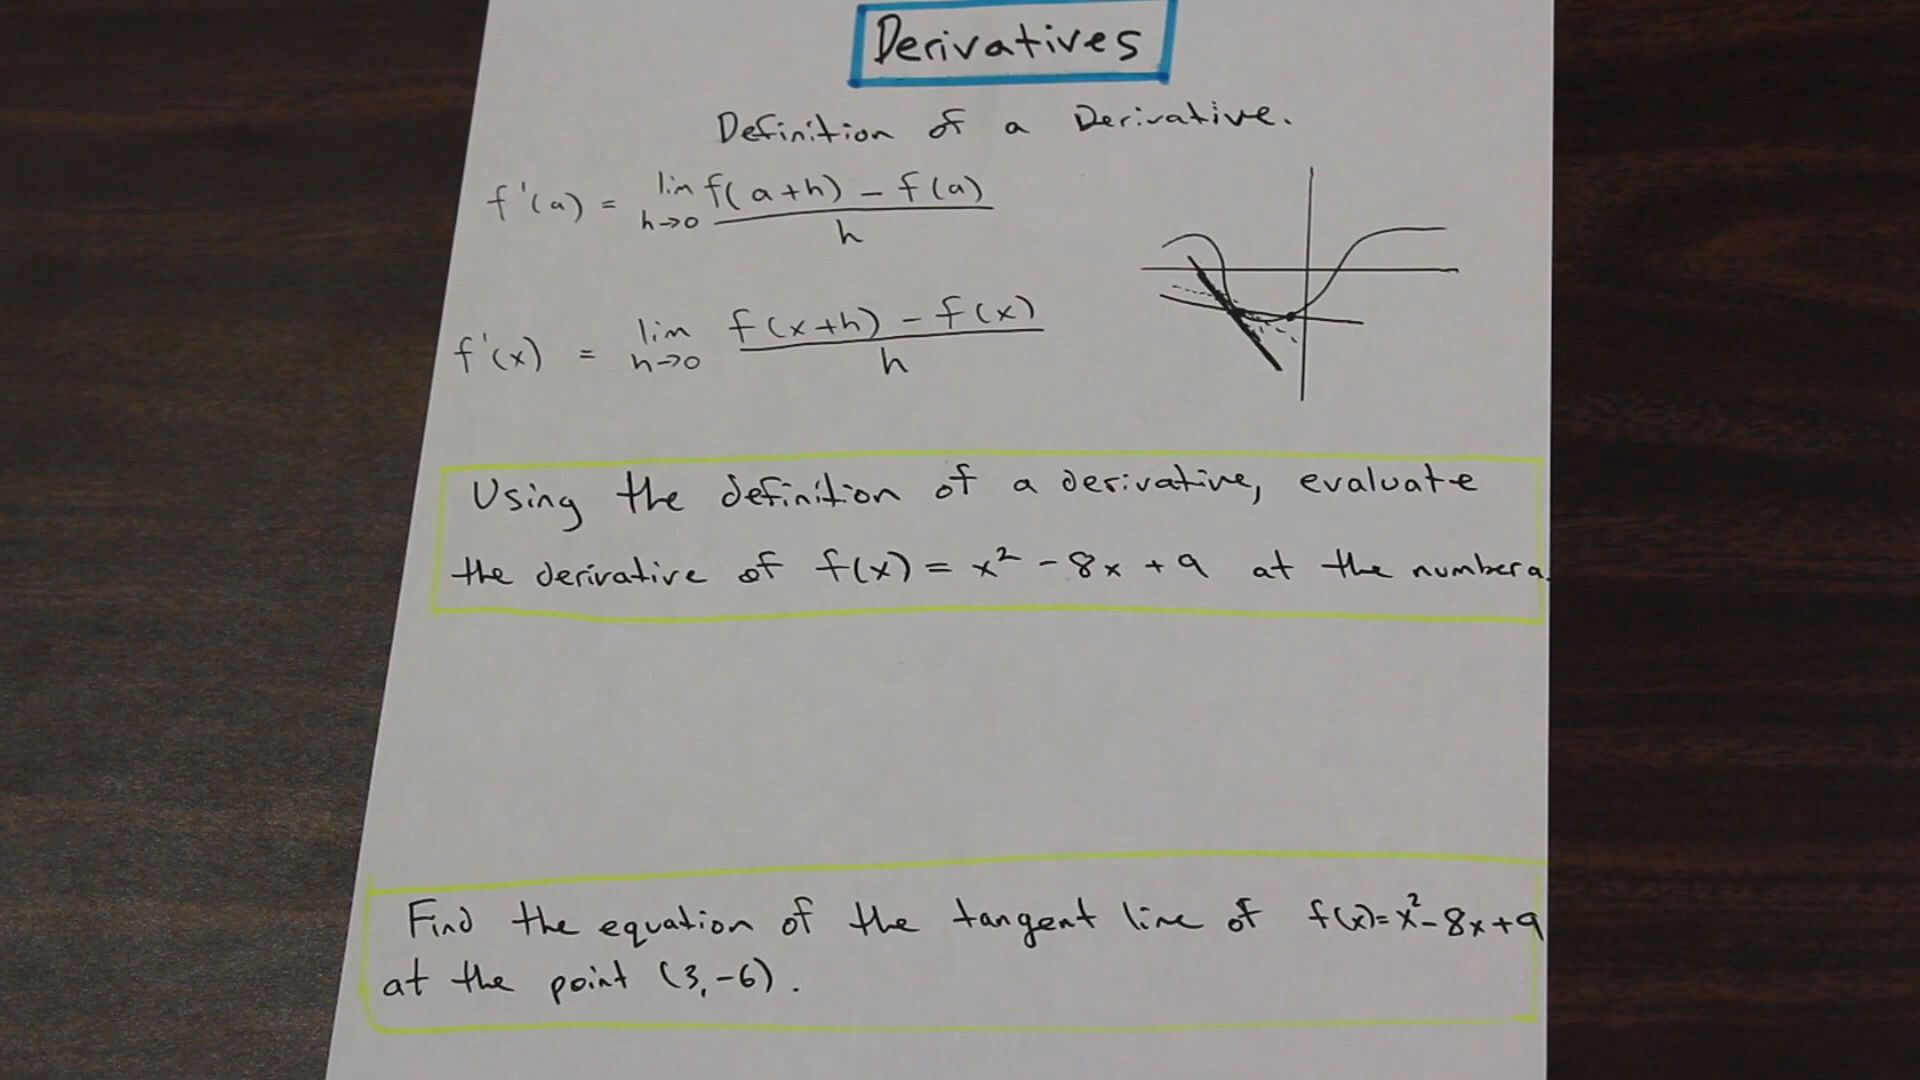 Derivatives
Definition of a Derivative.
f'(a) = lim h→0 f(a+h) - f(a) / h
f'(x) = lim h→0 f(x+h) - f(x) / h
Using the definition of a derivative, evaluate
the derivative of f(x) = x² - 8x + 9 at the number a.
Find the equation of the tangent line of f(x)=x²-8x+9
at the point (3,-6).